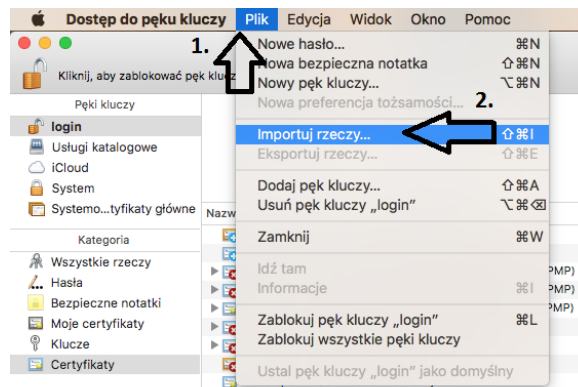 Dostęp do pęku kluczy Plik Edycja Widok Okno Pomoc
1.
Kliknij, aby zablokować pęk klucz
Nowe hasło... ⌘N
Nowa bezpieczna notatka ⇧⌘N
Nowy pęk kluczy... ⌥⌘N
Nowa preferencja tożsamości...
2.
Importuj rzeczy... ⇧⌘I
Eksportuj rzeczy... ⇧⌘E
Dodaj pęk kluczy... ⇧⌘A
Usuń pęk kluczy „login” ⌥⌘⌫
Zamknij ⌘W
Idź tam
Informacje ⌘I
Zablokuj pęk kluczy „login” ⌘L
Zablokuj wszystkie pęki kluczy
Ustal pęk kluczy „login” jako domyślny
Pęki kluczy
login
Usługi katalogowe
iCloud
System
Systemo...tyfikaty główne
Kategoria
Wszystkie rzeczy
Hasła
Bezpieczne notatki
Moje certyfikaty
Klucze
Certyfikaty
Nazw
PMP)
PMP)